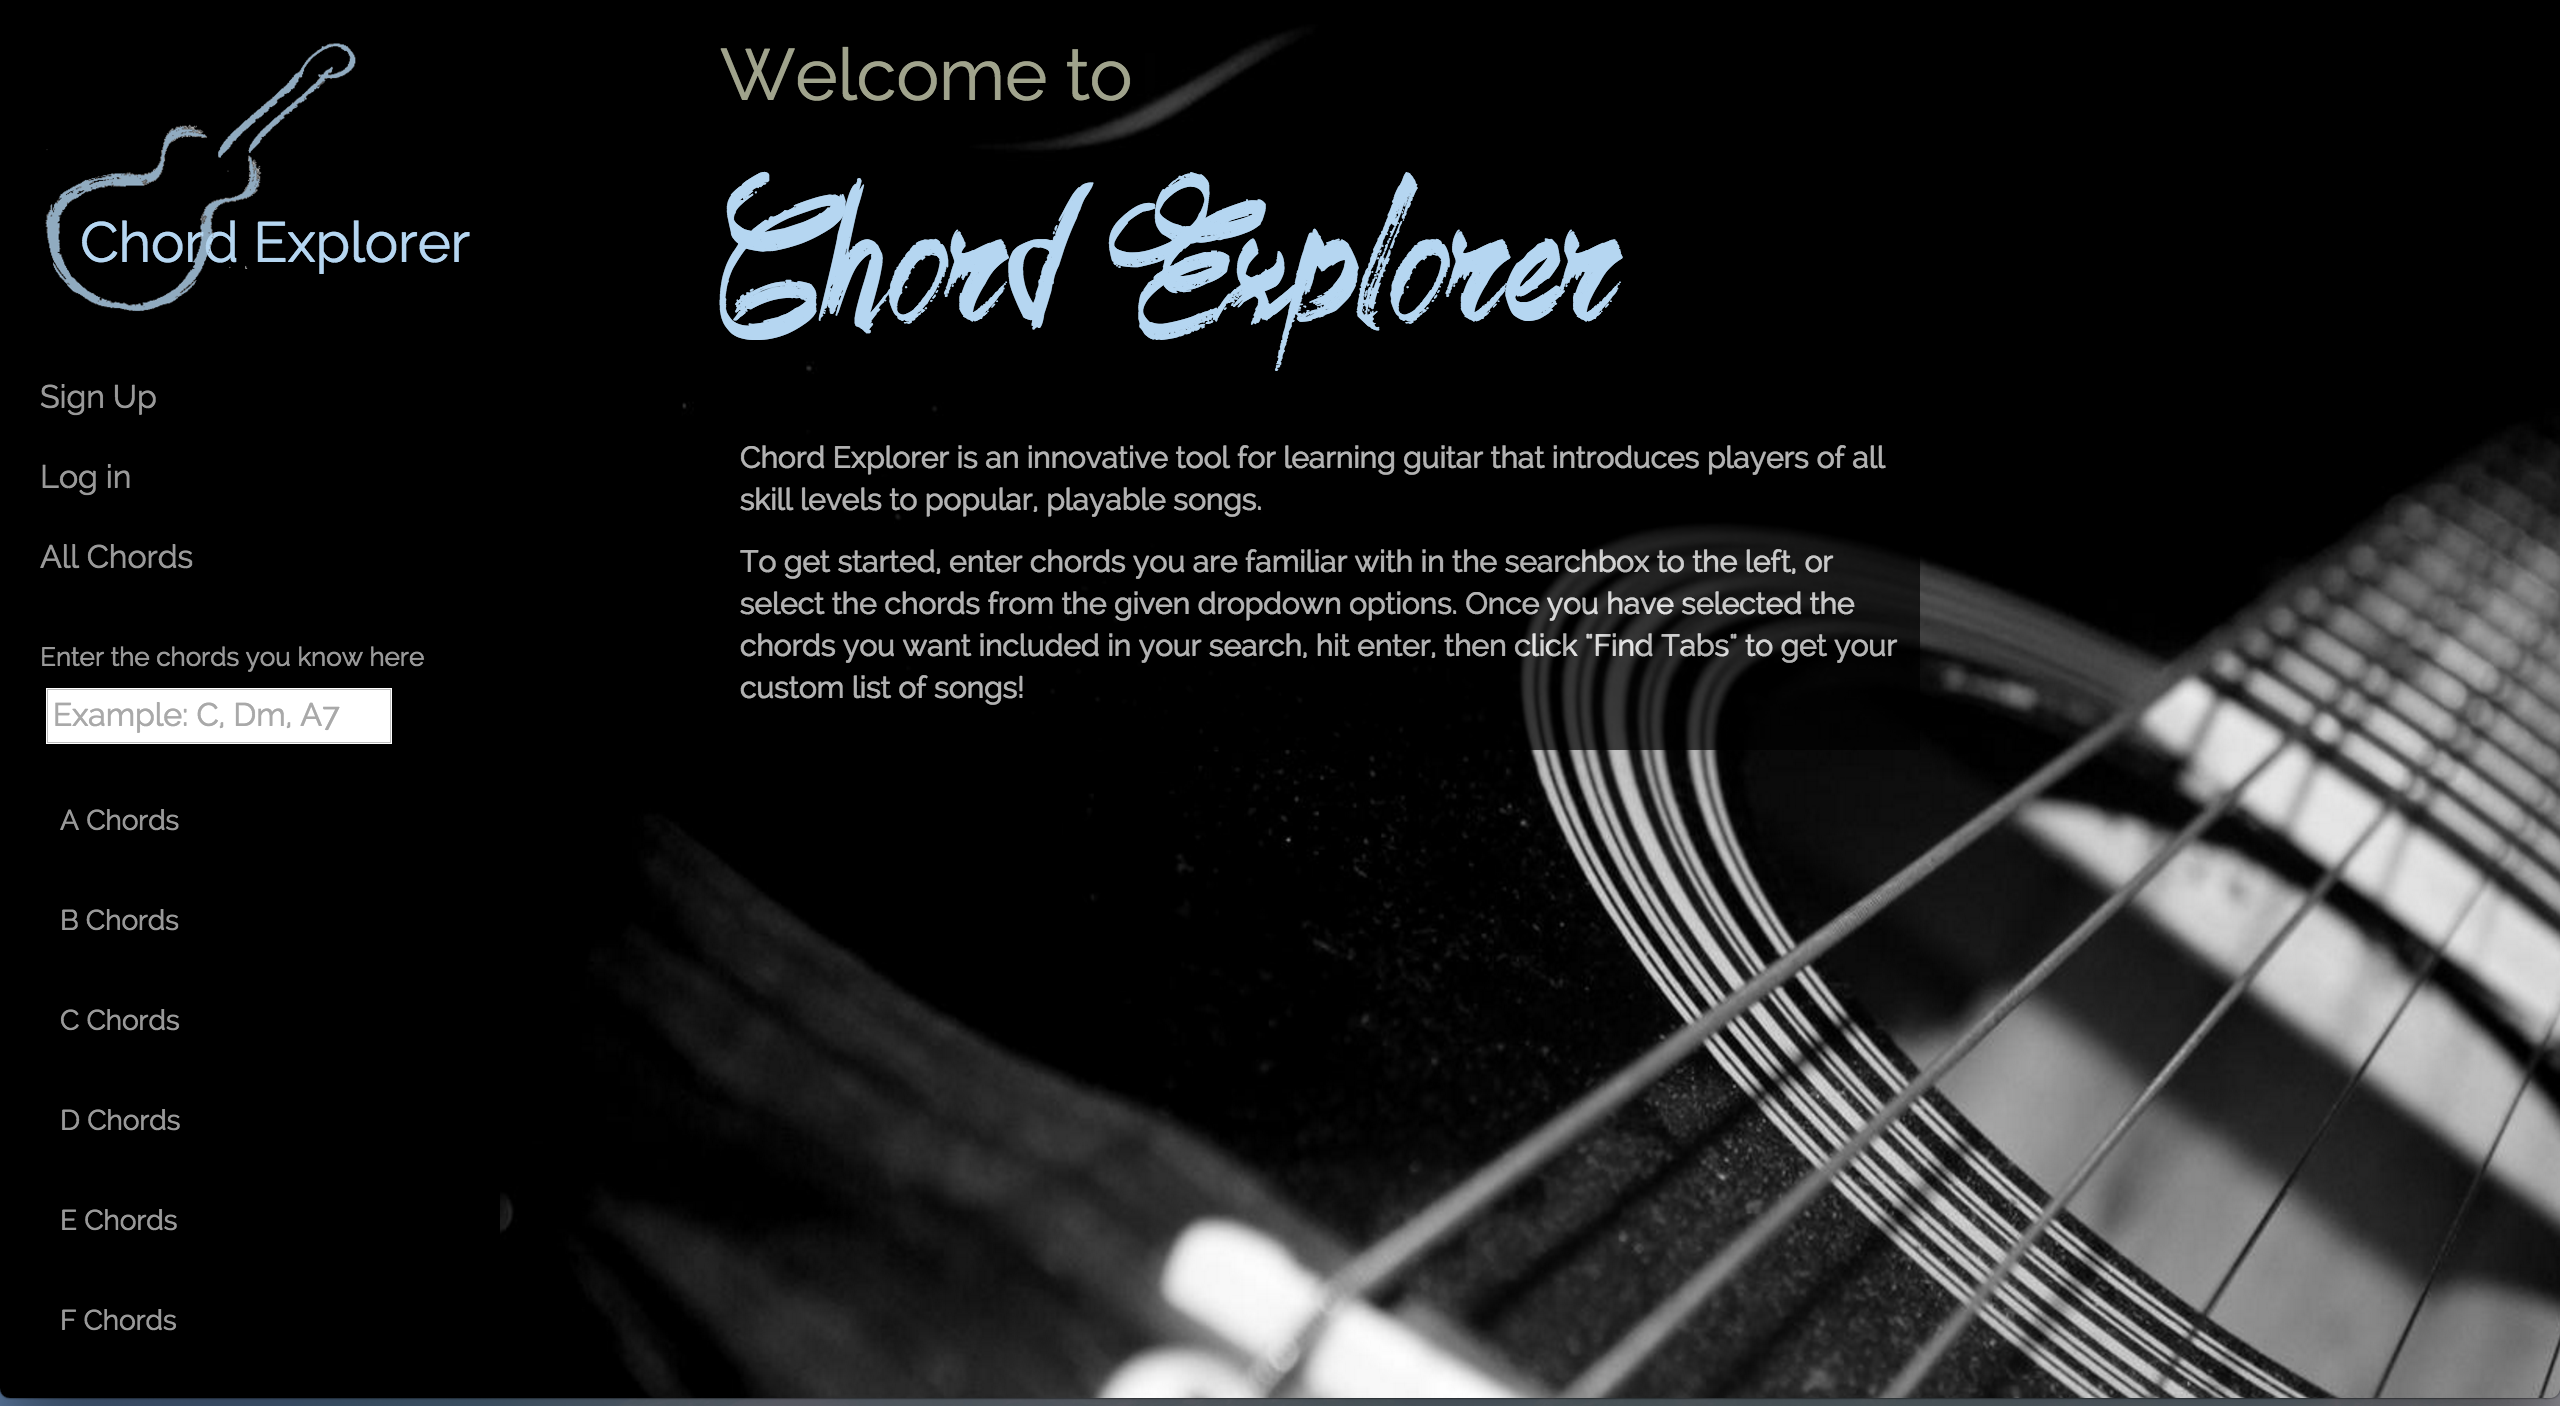 Chord Explorer
Sign Up
Log in
All Chords
Enter the chords you know here
Example: C, Dm, A7
A Chords
B Chords
C Chords
D Chords
E Chords
F Chords
Welcome to
Chord Explorer
Chord Explorer is an innovative tool for learning guitar that introduces players of all
skill levels to popular, playable songs.
To get started, enter chords you are familiar with in the searchbox to the left, or
select the chords from the given dropdown options. Once you have selected the
chords you want included in your search, hit enter, then click "Find Tabs" to get your
custom list of songs!